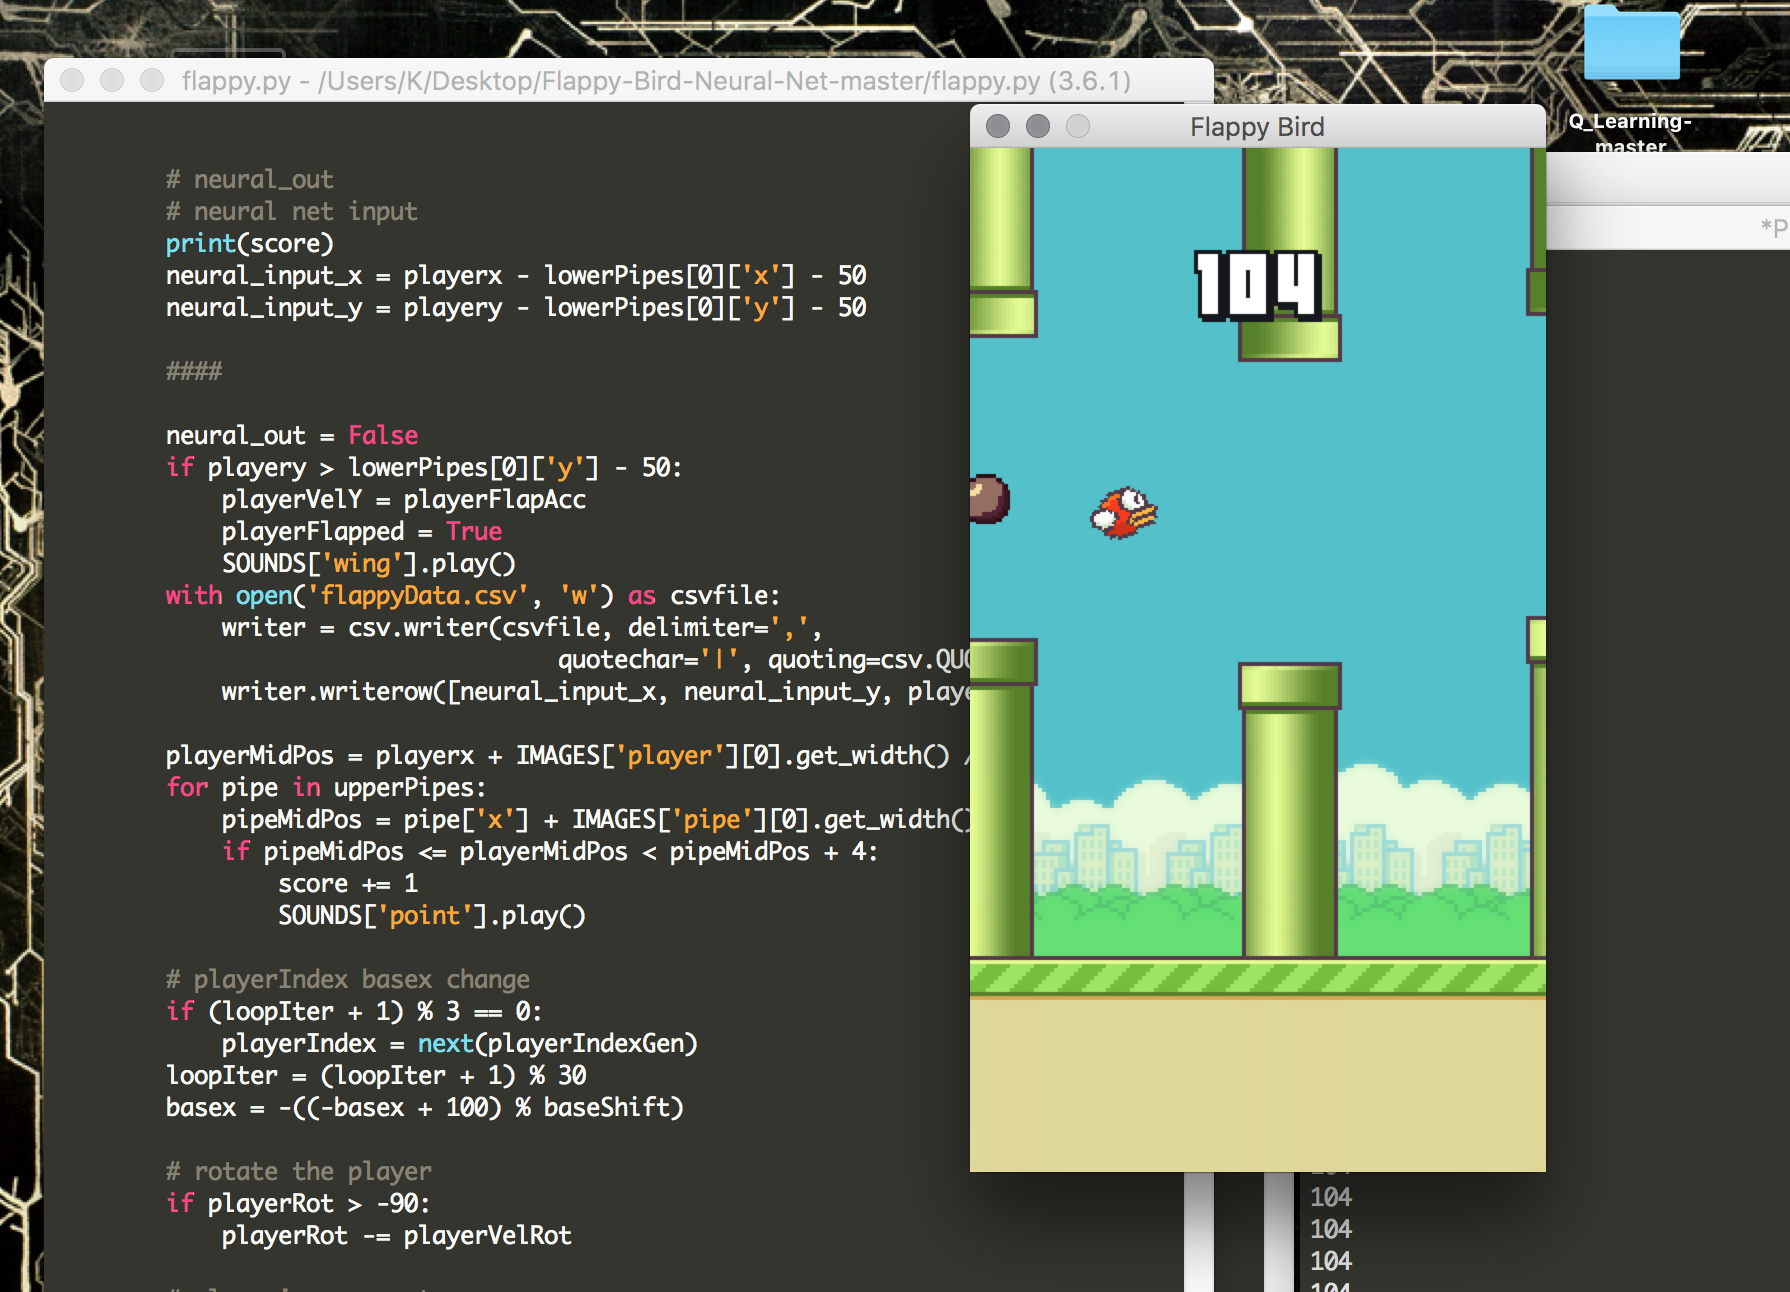 flappy.py - /Users/K/Desktop/Flappy-Bird-Neural-Net-master/flappy.py (3.6.1)
# neural_out
# neural net input
print(score)
neural_input_x = playerx - lowerPipes[0]['x'] - 50
neural_input_y = playery - lowerPipes[0]['y'] - 50
####
neural_out = False
if playery > lowerPipes[0]['y'] - 50:
playerVelY = playerFlapAcc
playerFlapped = True
SOUNDS['wing'].play()
with open('flappyData.csv', 'w') as csvfile:
writer = csv.writer(csvfile, delimiter=',',
quotechar='|', quoting=csv.QUO
writer.writerow([neural_input_x, neural_input_y, playe
playerMidPos = playerx + IMAGES['player'][0].get_width() /
for pipe in upperPipes:
pipeMidPos = pipe['x'] + IMAGES['pipe'][0].get_width()
if pipeMidPos <= playerMidPos < pipeMidPos + 4:
score += 1
SOUNDS['point'].play()
# playerIndex basex change
if (loopIter + 1) % 3 == 0:
playerIndex = next(playerIndexGen)
loopIter = (loopIter + 1) % 30
basex = -((-basex + 100) % baseShift)
# rotate the player
if playerRot > -90:
playerRot -= playerVelRot
Flappy Bird
104
Q_Learning-
master
*P
104
104
104
104